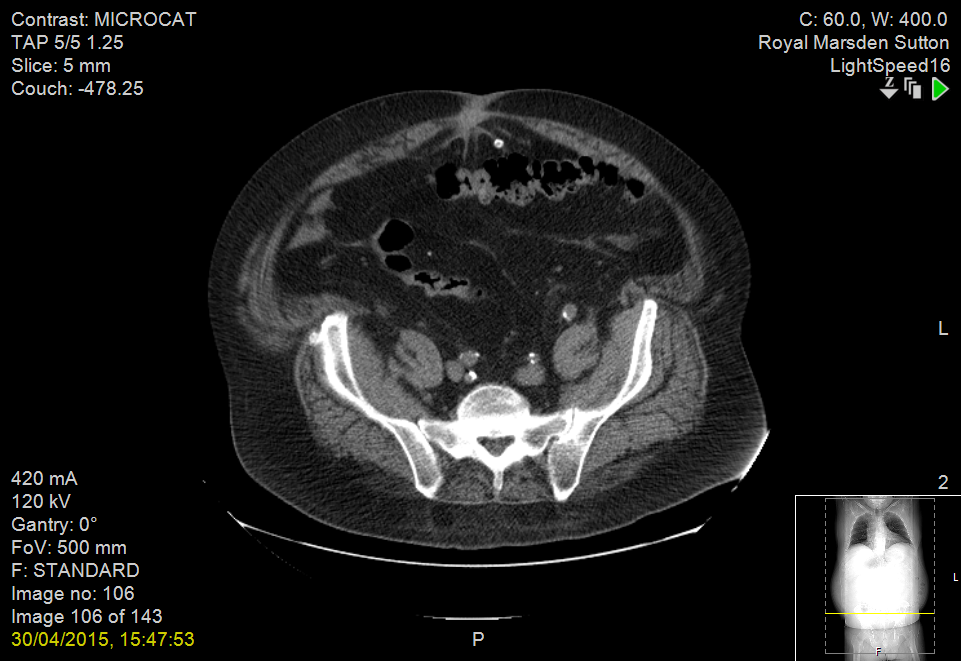 Contrast: MICROCAT
TAP 5/5 1.25
Slice: 5 mm
Couch: -478.25
C: 60.0, W: 400.0
Royal Marsden Sutton
LightSpeed16
Z
L
2
420 mA
120 kV
Gantry: 0°
FoV: 500 mm
F: STANDARD
Image no: 106
Image 106 of 143
30/04/2015, 15:47:53
P
L
F